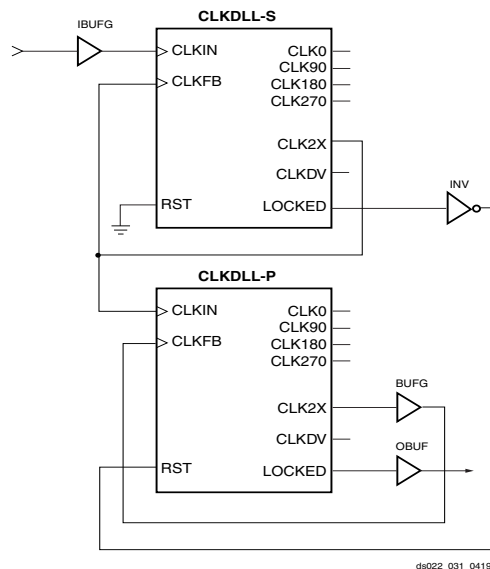 CLKDLL-S
IBUFG
CLKIN
CLKFB
RST
CLK0
CLK90
CLK180
CLK270
CLK2X
CLKDV
LOCKED
INV
CLKDLL-P
CLKIN
CLKFB
RST
CLK0
CLK90
CLK180
CLK270
CLK2X
CLKDV
LOCKED
BUFG
OBUF
ds022_031_0419